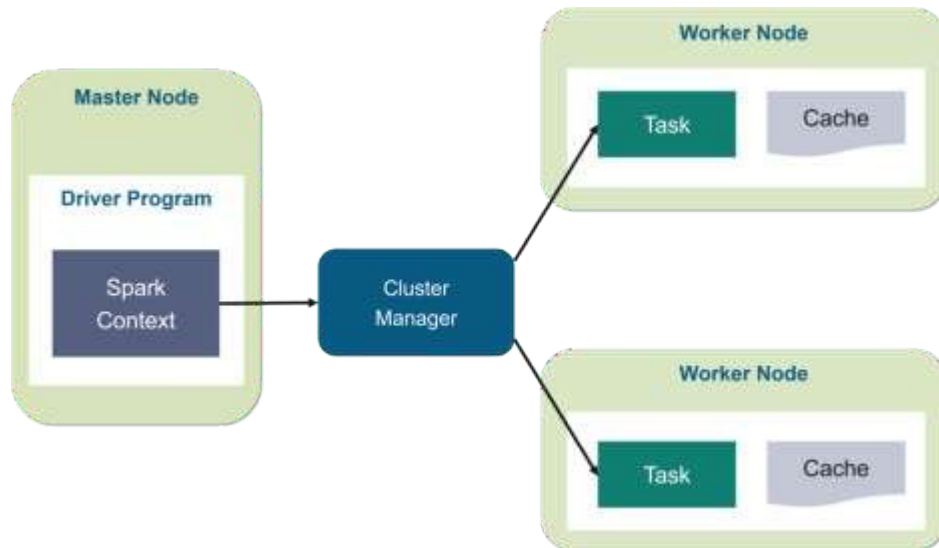 Master Node
Driver Program
Spark
Context
Cluster
Manager
Worker Node
Task
Cache
Worker Node
Task
Cache